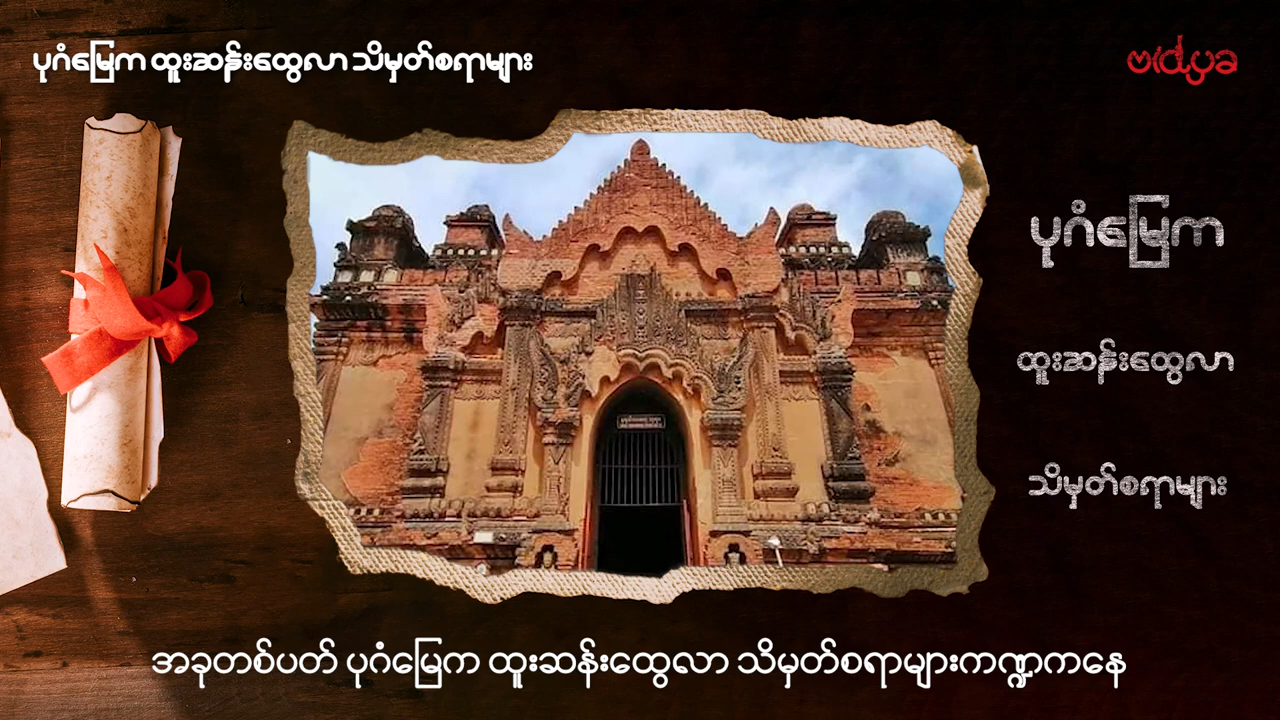 ပုဂံမြေက ထူးဆန်းထွေလာ သိမှတ်စရာများ
vidya
ပုဂံမြေက
ထူးဆန်းထွေလာ
သိမှတ်စရာများ
အခုတစ်ပတ် ပုဂံမြေက ထူးဆန်းထွေလာ သိမှတ်စရာများကဏ္ဍကနေ